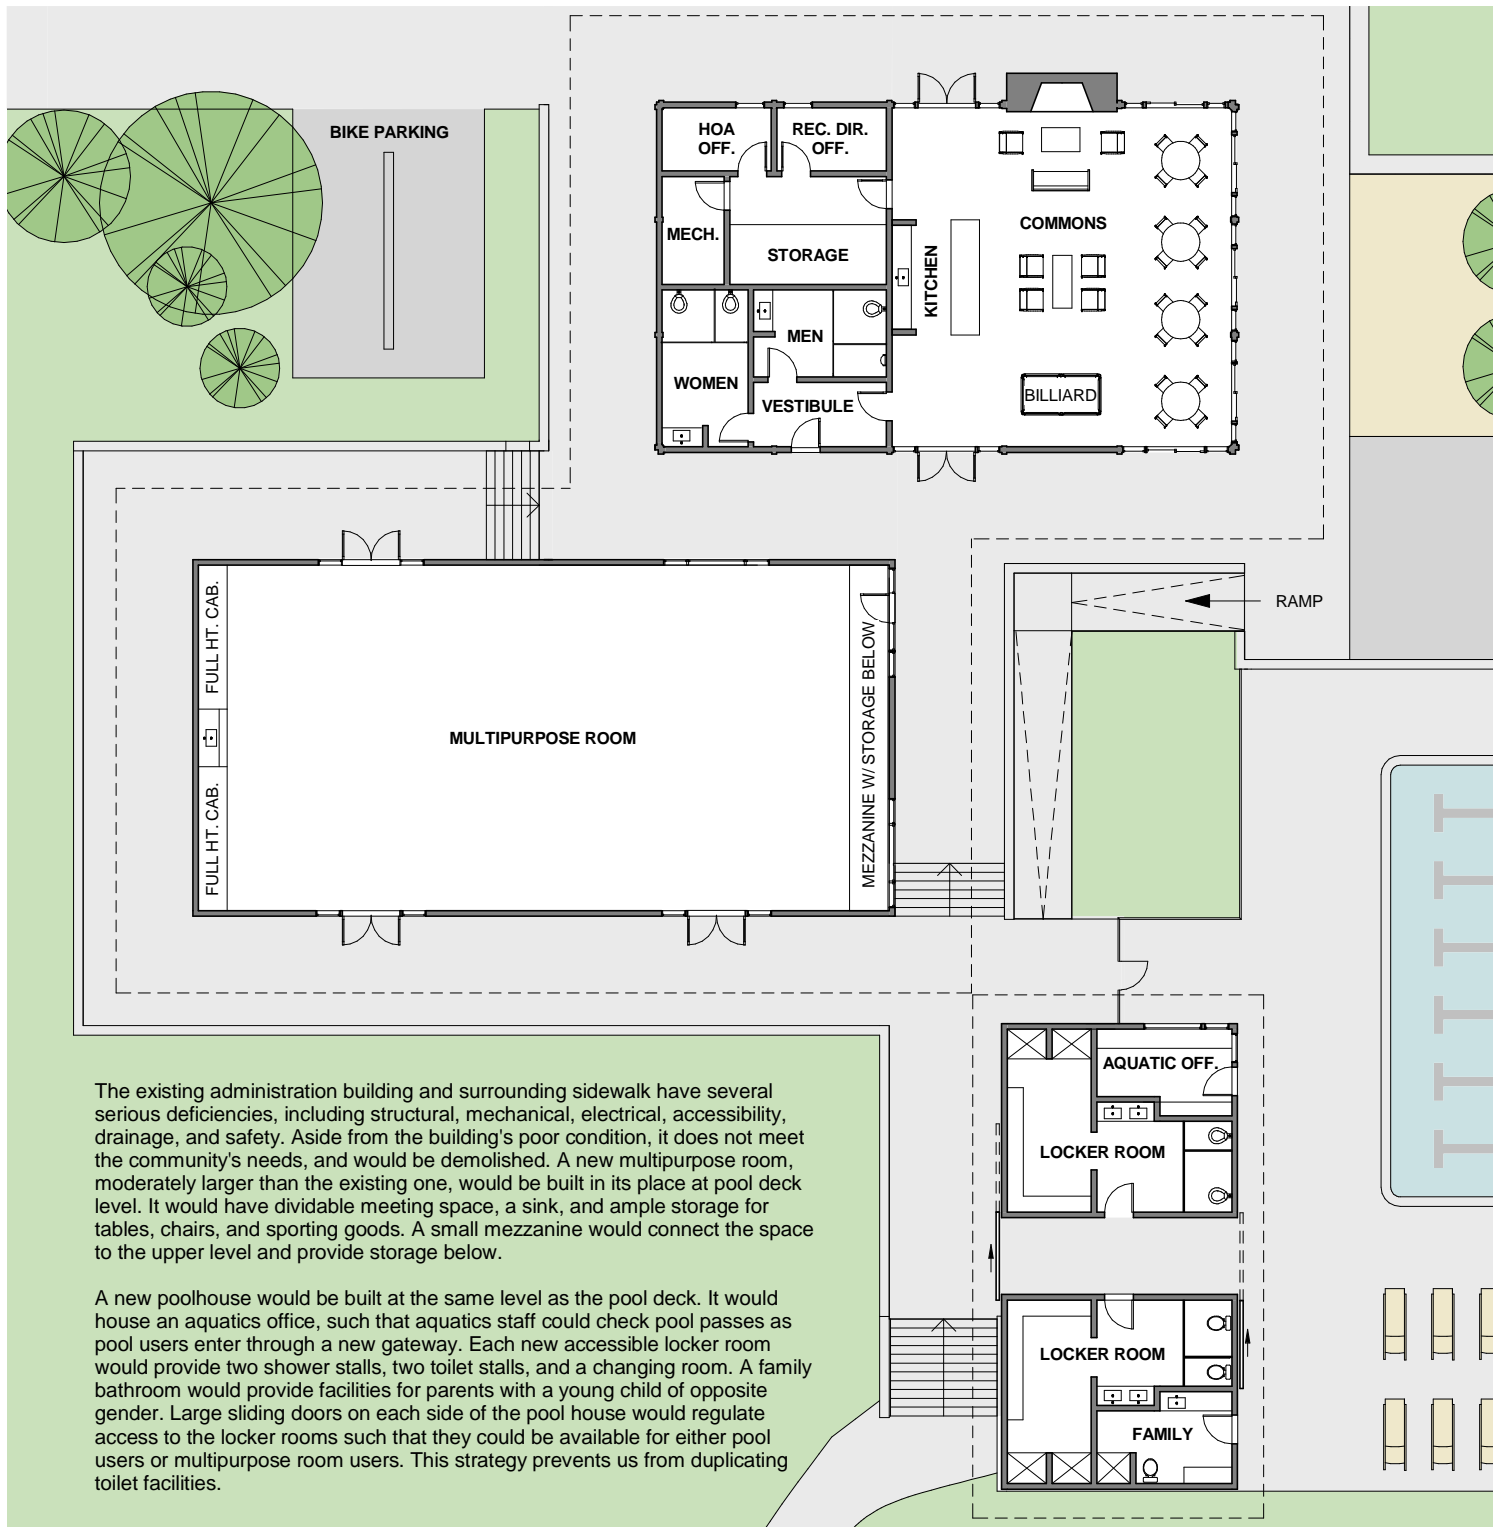 BIKE PARKING
HOA
OFF.
REC. DIR.
OFF.
MECH.
STORAGE
KITCHEN
COMMONS
MEN
WOMEN
VESTIBULE
BILLIARD
FULL HT. CAB.
FULL HT. CAB.
MULTIPURPOSE ROOM
MEZZANINE W/ STORAGE BELOW
RAMP
AQUATIC OFF.
LOCKER ROOM
LOCKER ROOM
FAMILY
The existing administration building and surrounding sidewalk have several
serious deficiencies, including structural, mechanical, electrical, accessibility,
drainage, and safety. Aside from the building's poor condition, it does not meet
the community's needs, and would be demolished. A new multipurpose room,
moderately larger than the existing one, would be built in its place at pool deck
level. It would have dividable meeting space, a sink, and ample storage for
tables, chairs, and sporting goods. A small mezzanine would connect the space
to the upper level and provide storage below.
A new poolhouse would be built at the same level as the pool deck. It would
house an aquatics office, such that aquatics staff could check pool passes as
pool users enter through a new gateway. Each new accessible locker room
would provide two shower stalls, two toilet stalls, and a changing room. A family
bathroom would provide facilities for parents with a young child of opposite
gender. Large sliding doors on each side of the pool house would regulate
access to the locker rooms such that they could be available for either pool
users or multipurpose room users. This strategy prevents us from duplicating
toilet facilities.